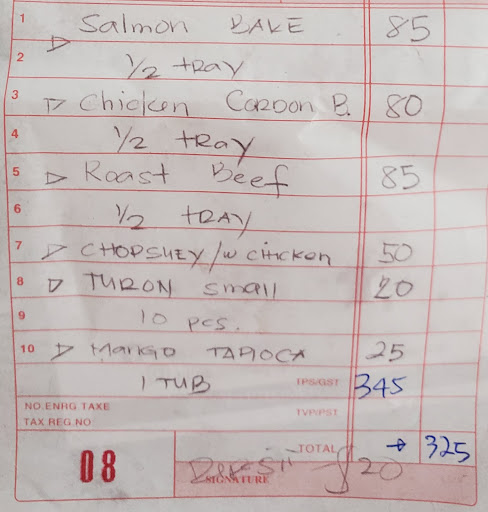 1 Salmon BAKE 85
2 1/2 tRAY
3 Chicken CORDON B. 80
4 1/2 tRay
5 Roast Beef 85
6 1/2 tRAY
7 CHOPSUEY /w chicken 50
8 TURON small 20
9 10 pcs.
10 MANGO TAPIOCA 25
1 TUB TPS/GST 345
NO.ENRG.TAXE TVP/PST
TAX REG.NO
TOTAL → 325
08 SIGNATURE $20